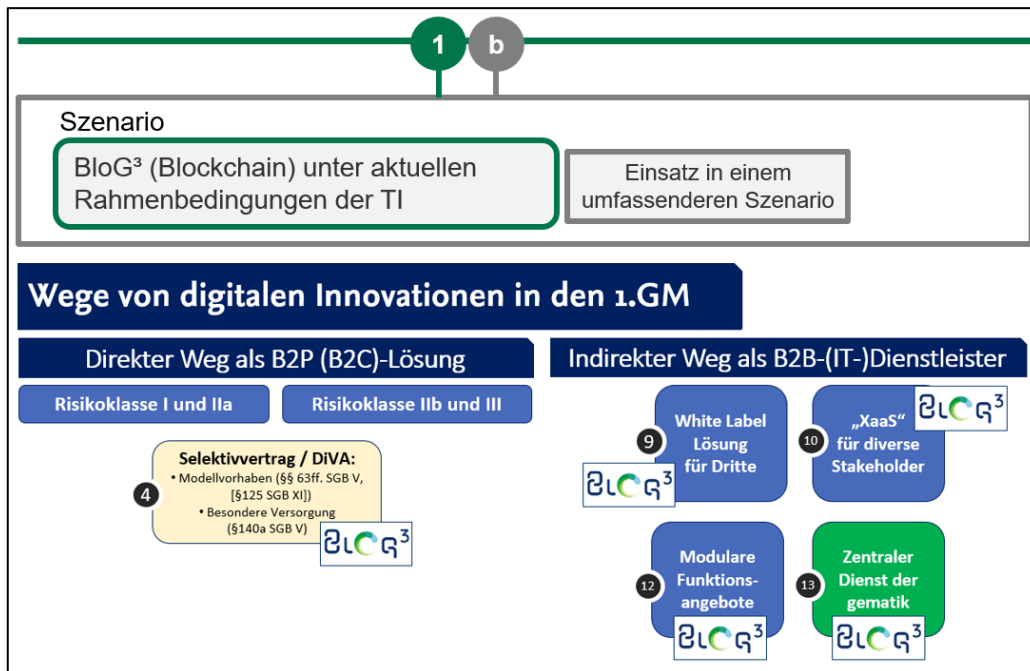 1
b
Szenario
BloG³ (Blockchain) unter aktuellen
Rahmenbedingungen der TI
Einsatz in einem
umfassenderen Szenario
Wege von digitalen Innovationen in den 1.GM
Direkter Weg als B2P (B2C)-Lösung
Risikoklasse I und IIa
Risikoklasse IIb und III
4
Selektivvertrag / DiVA:
• Modellvorhaben (§§ 63ff. SGB V,
[§125 SGB XI])
• Besondere Versorgung
(§140a SGB V)
BLOG³
Indirekter Weg als B2B-(IT-)Dienstleister
9
White Label
Lösung
für Dritte
BLOG³
10
„XaaS“
für diverse
Stakeholder
BLOG³
12
Modulare
Funktions-
angebote
BLOG³
13
Zentraler
Dienst der
gematik
BLOG³